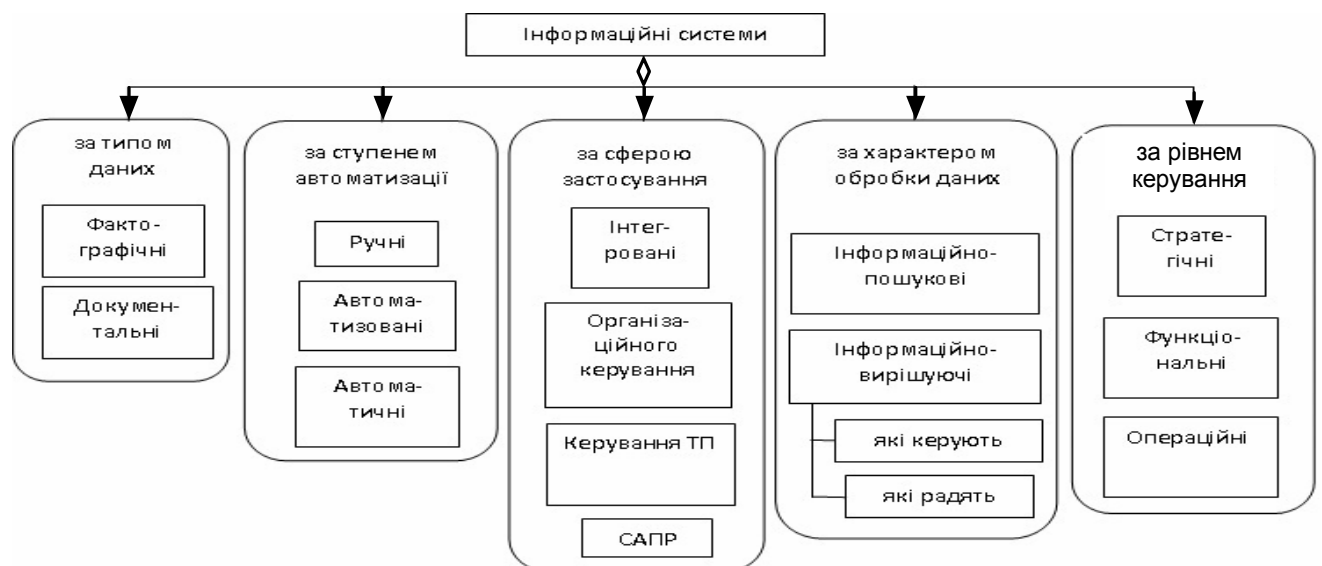 Інформаційні системи
за типом
даних
Факто-
графічні
Докумен-
тальні
за ступенем
автоматизації
Ручні
Автома-
тизовані
Автома-
тичні
за сферою
застосування
Інтег-
ровані
Організа-
ційного
керування
Керування ТП
САПР
за характером
обробки даних
Інформаційно-
пошукові
Інформаційно-
вирішуючі
які керують
які радять
за рівнем
керування
Страте-
гічні
Функціо-
нальні
Операційні